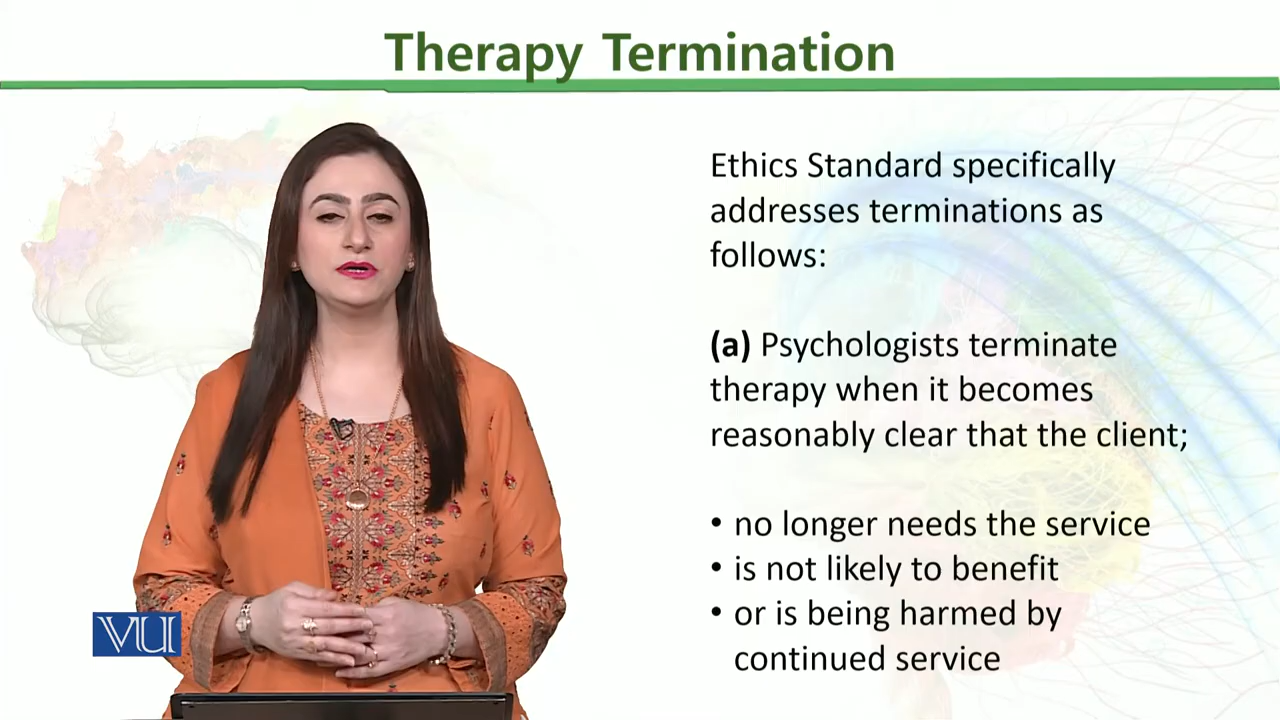 Therapy Termination
Ethics Standard specifically
addresses terminations as
follows:
(a) Psychologists terminate
therapy when it becomes
reasonably clear that the client;
• no longer needs the service
• is not likely to benefit
• or is being harmed by
continued service
VU